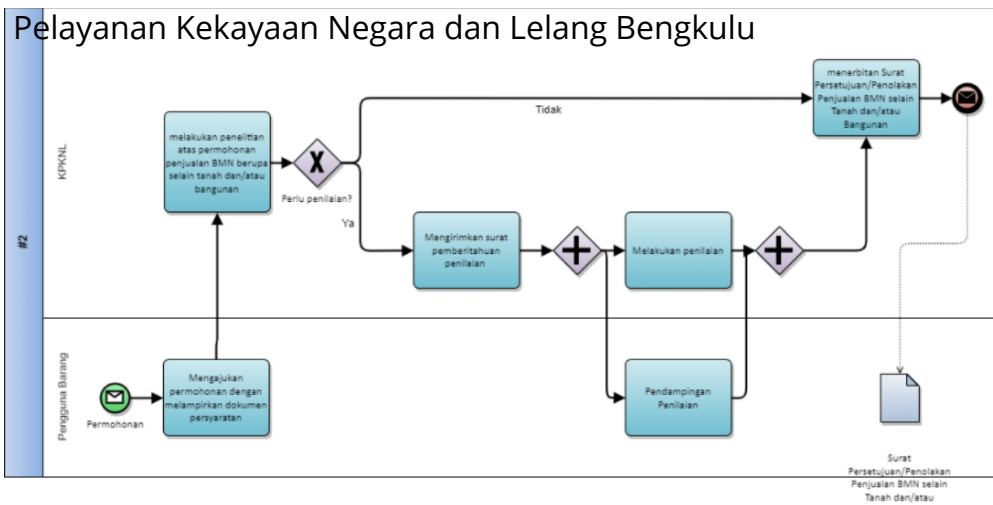 Pelayanan Kekayaan Negara dan Lelang Bengkulu
#2
KPKNL
melakukan penelitian
atas permohonan
penjualan BMN berupa
selain tanah dan/atau
bangunan
X
Perlu penilaian?
Tidak
Ya
menerbitan Surat
Persetujuan/Penolakan
Penjualan BMN selain
Tanah dan/atau
Bangunan
Mengirimkan surat
pemberitahuan
penilaian
Melakukan penilaian
Pengguna Barang
Permohonan
Mengajukan
permohonan dengan
melampirkan dokumen
persyaratan
Pendampingan
Penilaian
Surat
Persetujuan/Penolakan
Penjualan BMN selain
Tanah dan/atau